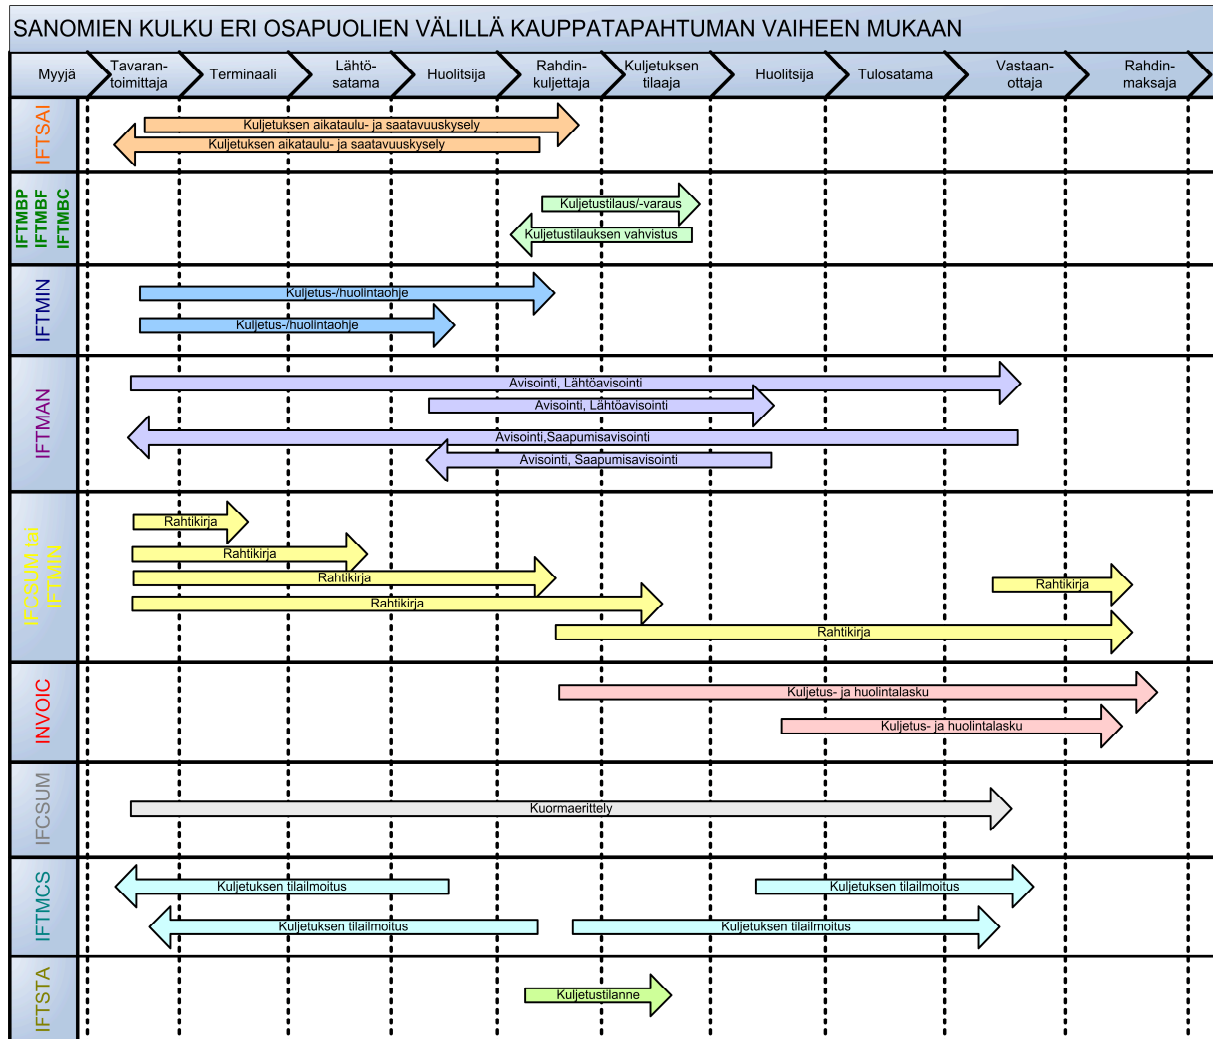 SANOMIEN KULKU ERI OSAPUOLIEN VÄLILLÄ KAUPPATAPAHTUMAN VAIHEEN MUKAAN
Myyjä
Tavaran-
toimittaja
Terminaali
Lähtö-
satama
Huolitsija
Rahdin-
kuljettaja
Kuljetuksen
tilaaja
Huolitsija
Tulosatama
Vastaan-
ottaja
Rahdin-
maksaja
IFTSAI
Kuljetuksen aikataulu- ja saatavuuskysely
Kuljetuksen aikataulu- ja saatavuuskysely
IFTMBP
IFTMBF
IFTMBC
Kuljetustilaus/-varaus
Kuljetustilauksen vahvistus
IFTMIN
Kuljetus-/huolintaohje
Kuljetus-/huolintaohje
IFTMAN
Avisointi, Lähtöavisointi
Avisointi, Lähtöavisointi
Avisointi,Saapumisavisointi
Avisointi, Saapumisavisointi
IFCSUM tai
IFTMIN
Rahtikirja
Rahtikirja
Rahtikirja
Rahtikirja
Rahtikirja
Rahtikirja
INVOIC
Kuljetus- ja huolintalasku
Kuljetus- ja huolintalasku
IFCSUM
Kuormaerittely
IFTMCS
Kuljetuksen tilailmoitus
Kuljetuksen tilailmoitus
Kuljetuksen tilailmoitus
Kuljetuksen tilailmoitus
IFTSTA
Kuljetustilanne